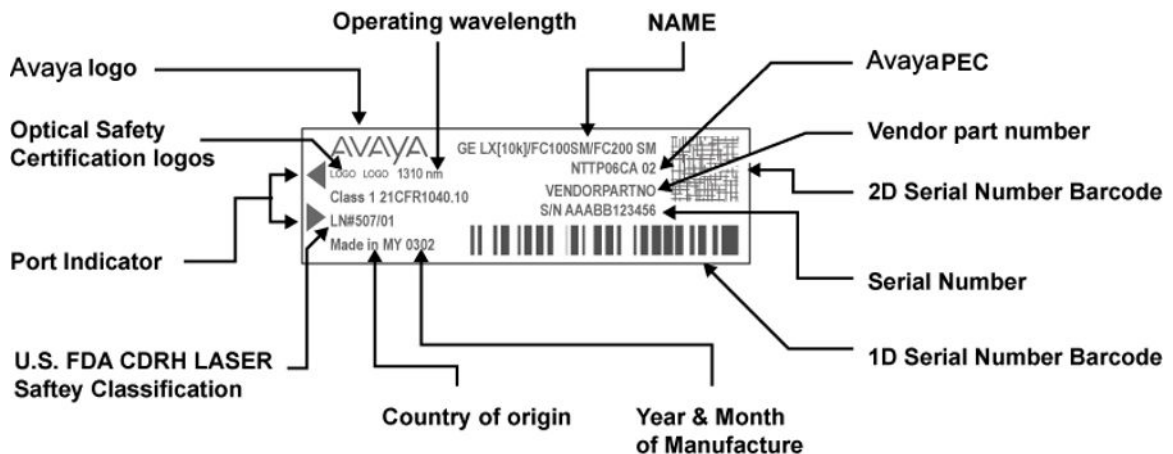 Operating wavelength
NAME
Avaya logo
AvayaPEC
Optical Safety
Certification logos
Vendor part number
2D Serial Number Barcode
Port Indicator
Serial Number
U.S. FDA CDRH LASER
Saftey Classification
1D Serial Number Barcode
Country of origin
Year & Month
of Manufacture
AVAYA
LOGO LOGO 1310 nm
Class 1 21CFR1040.10
LN#507/01
Made in MY 0302
GE LX[10k]/FC100SM/FC200 SM
NTTP06CA 02
VENDORPARTNO
S/N AAABB123456